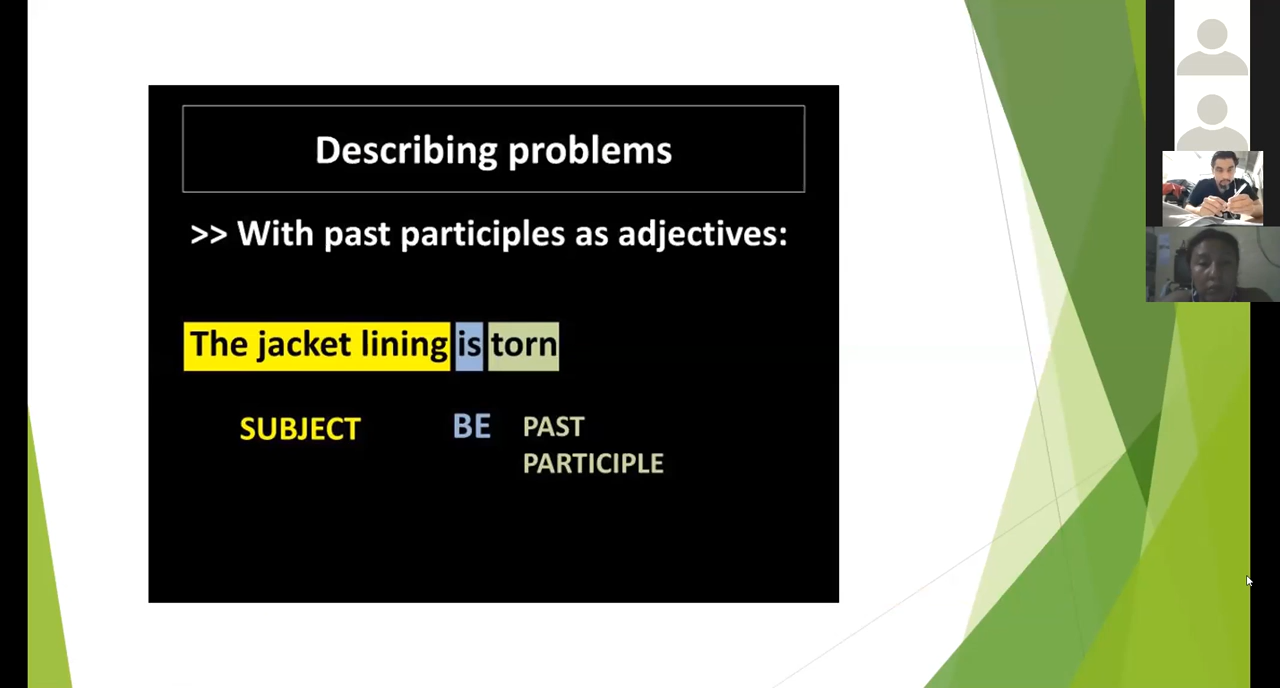 Describing problems
>> With past participles as adjectives:
The jacket lining is torn
SUBJECT BE PAST
PARTICIPLE